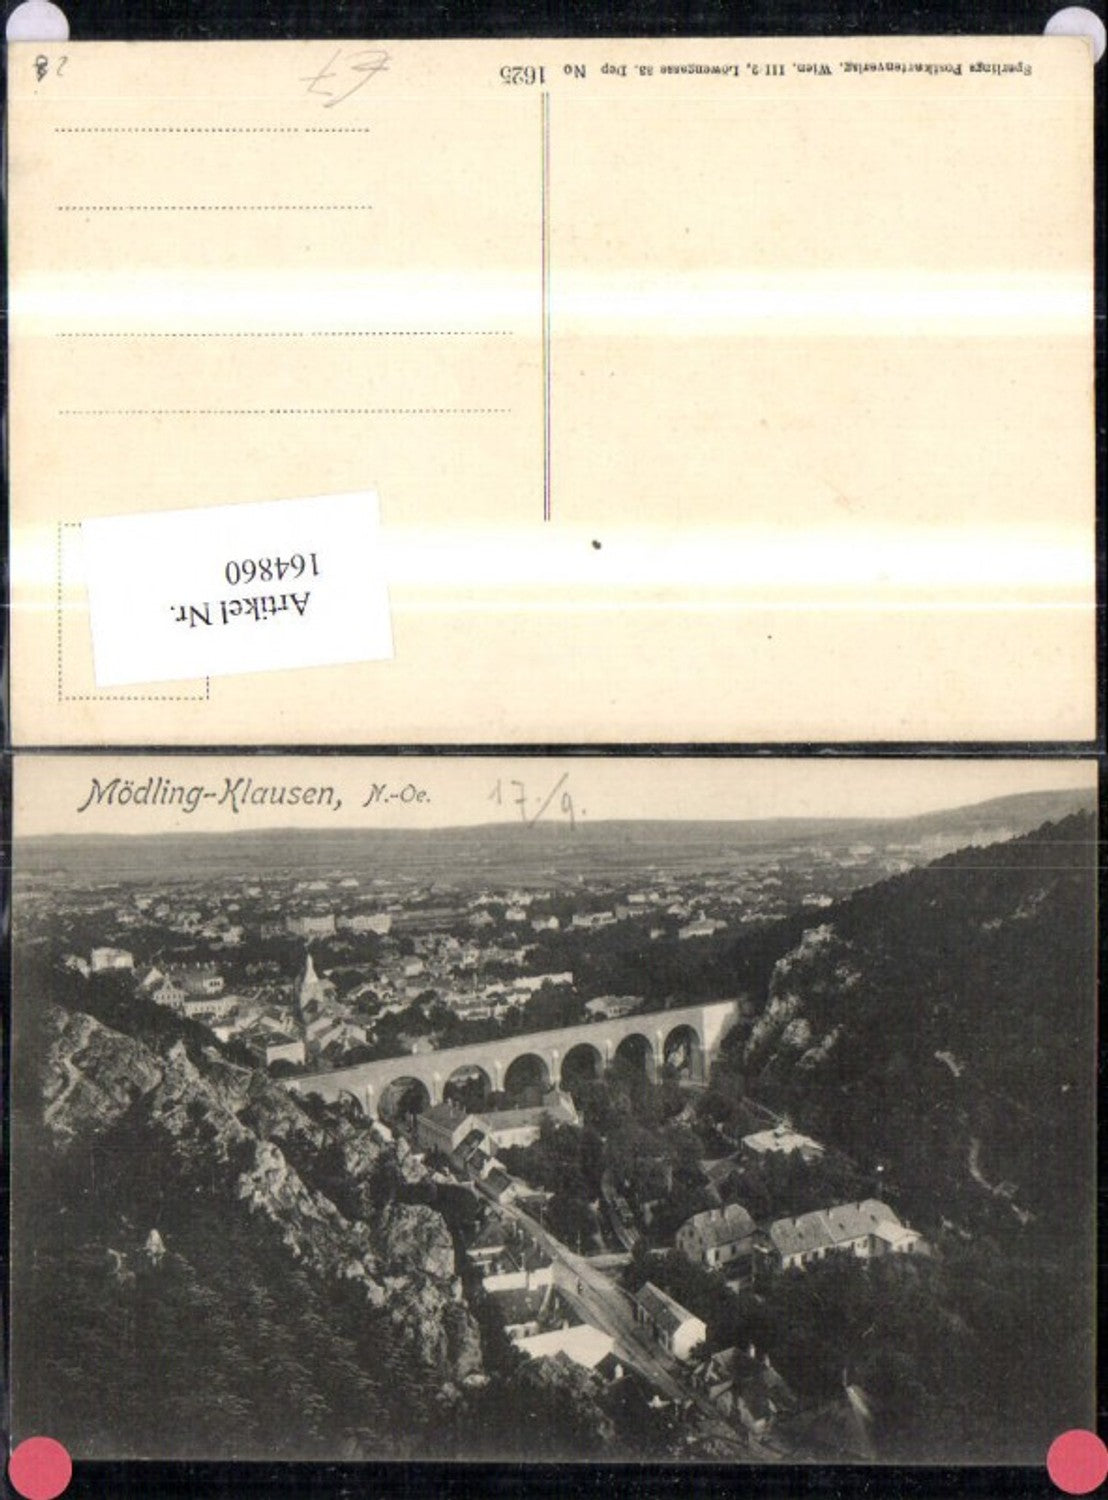 Sperlings Postkartenverlag, Wien, III/2, Löwengasse 33. Dep No 1625
Artikel Nr.
164860
Mödling-Klausen, N.-Oe. 17./9.